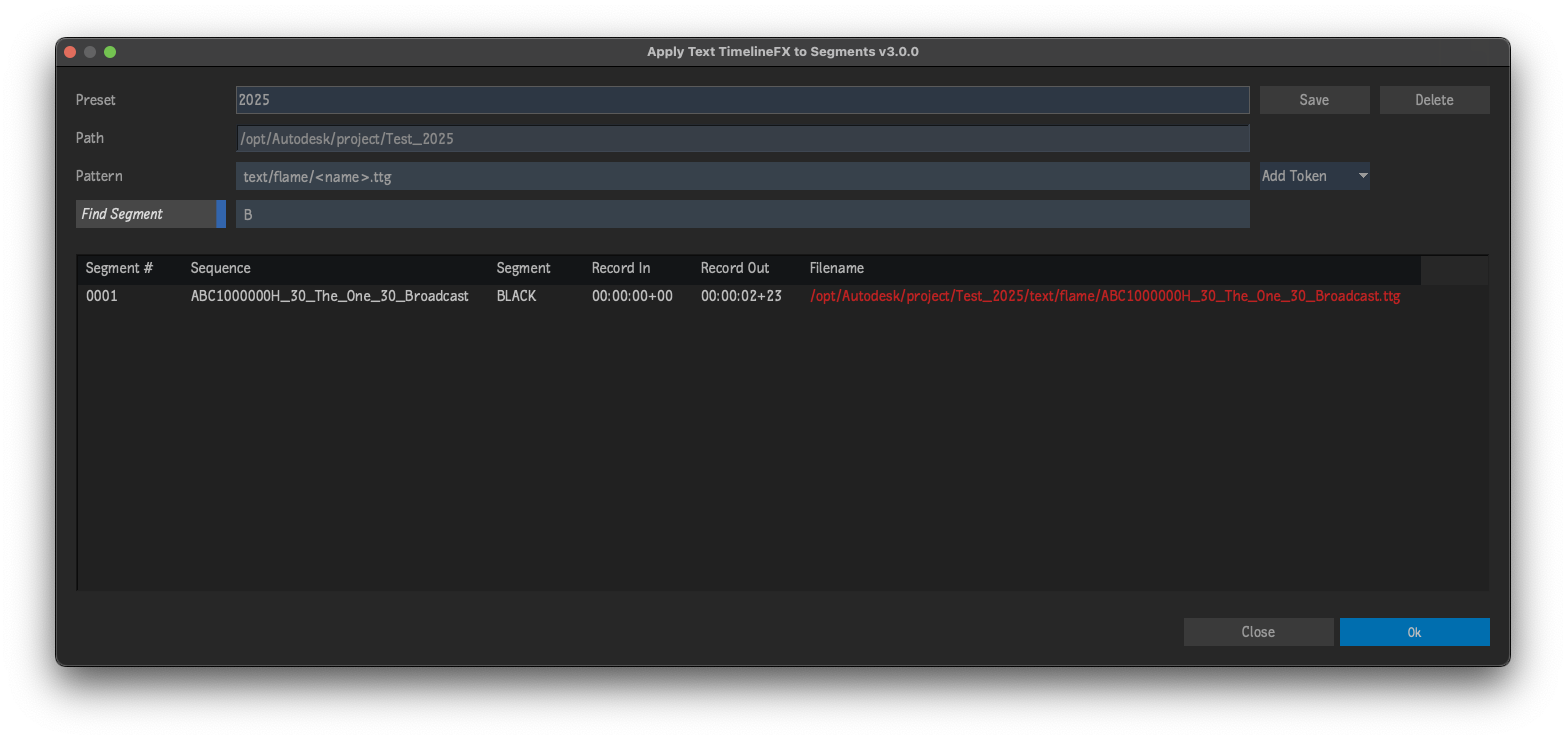 Apply Text TimelineFX to Segments v3.0.0
Preset 2025 Save Delete
Path /opt/Autodesk/project/Test_2025
Pattern text/flame/<name>.ttg Add Token
Find Segment B
Segment # Sequence Segment Record In Record Out Filename
0001 ABC1000000H_30_The_One_30_Broadcast BLACK 00:00:00+00 00:00:02+23 /opt/Autodesk/project/Test_2025/text/flame/ABC1000000H_30_The_One_30_Broadcast.ttg
Close Ok